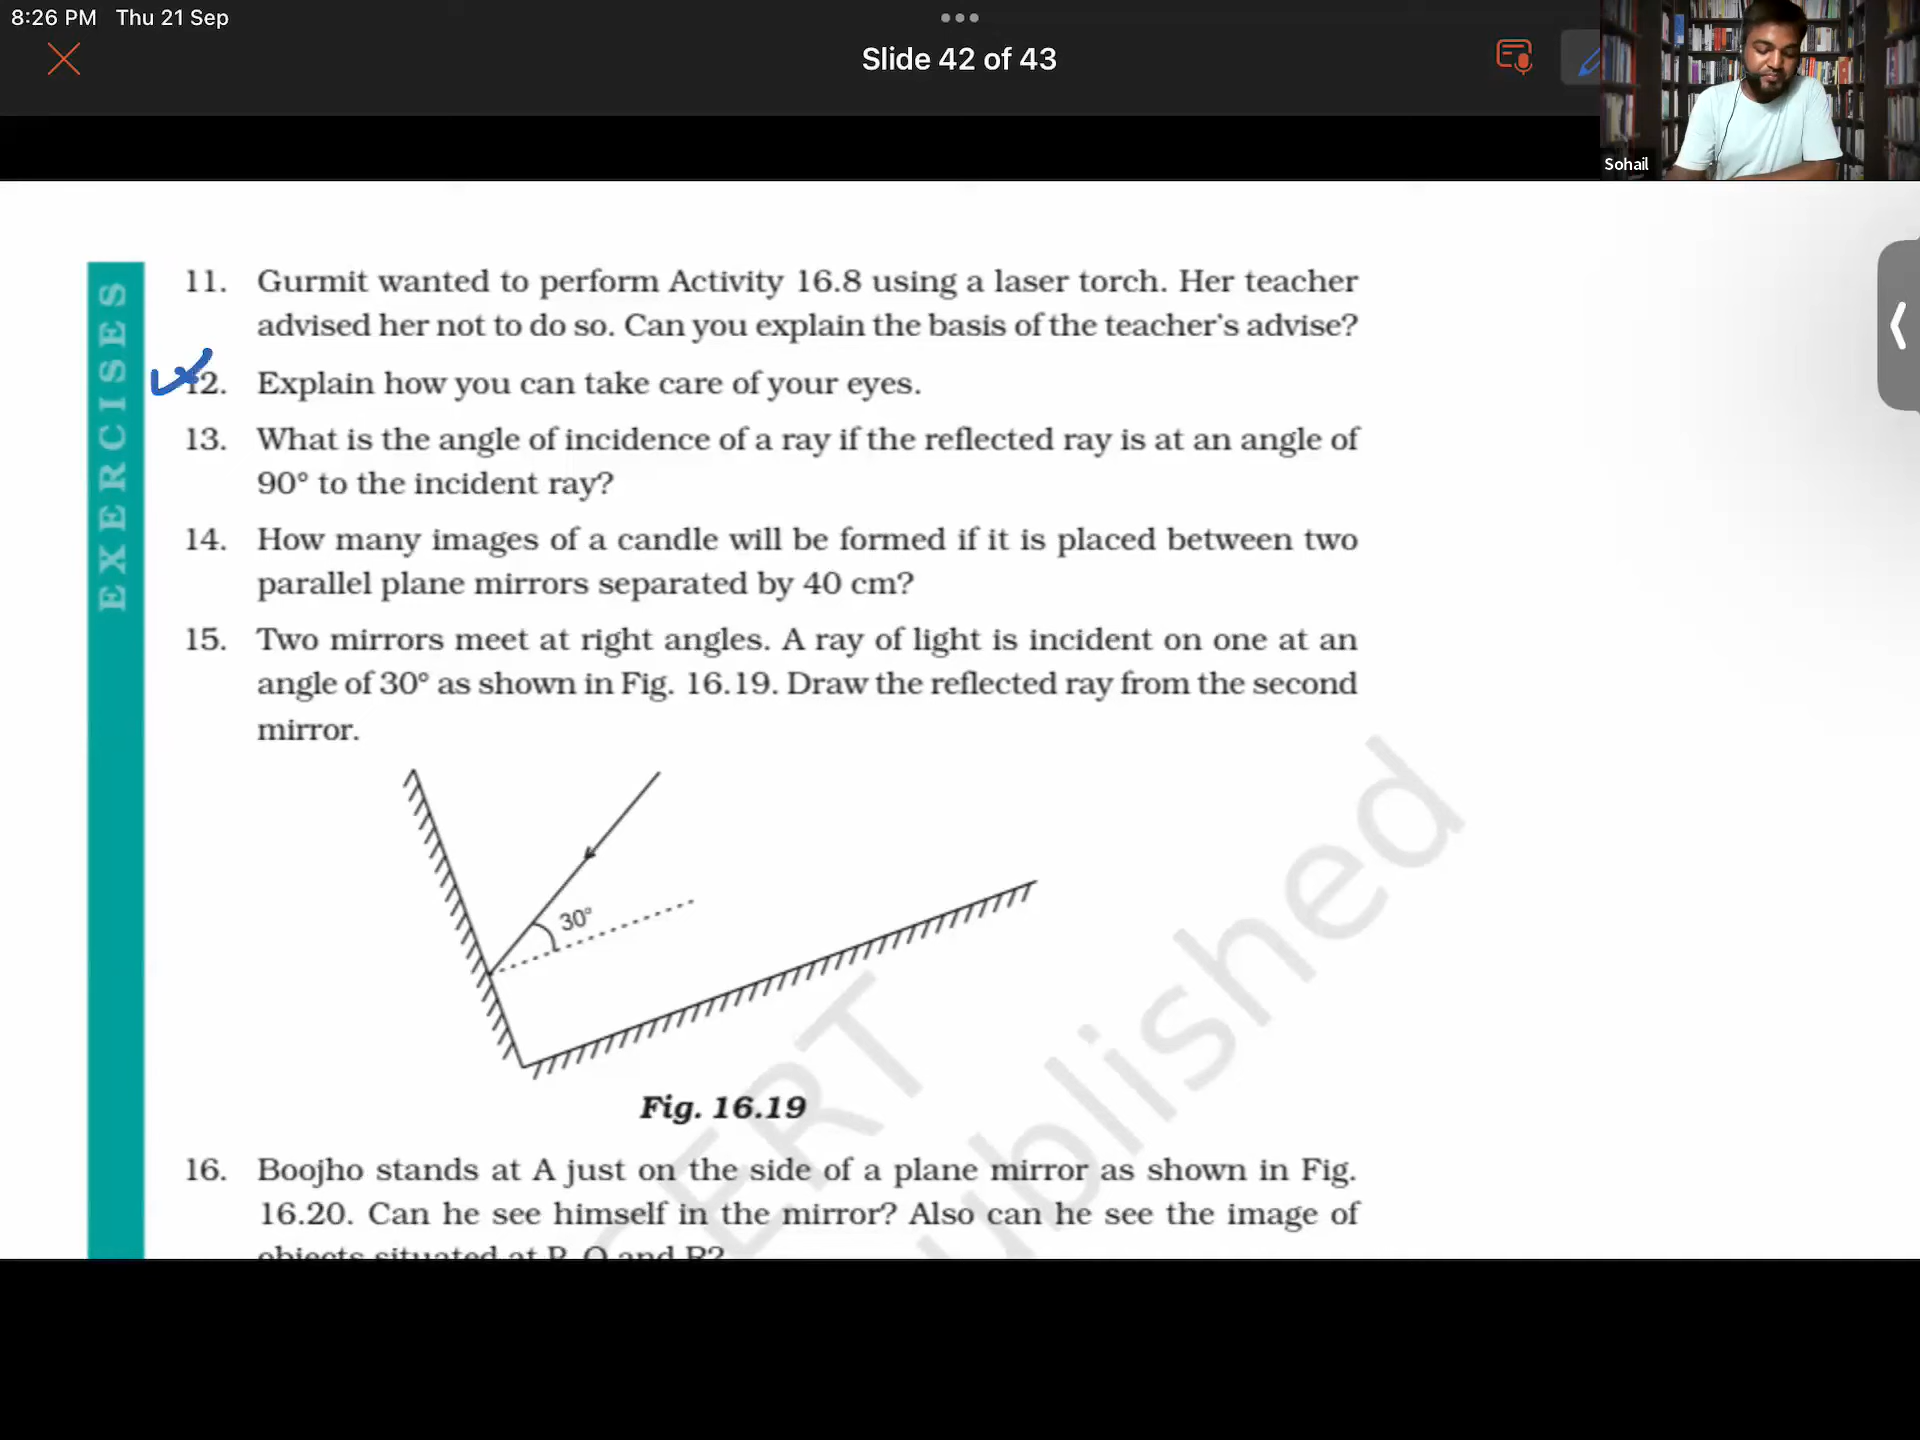 8:26 PM Thu 21 Sep
Slide 42 of 43
Sohail
EXERCISES
11. Gurmit wanted to perform Activity 16.8 using a laser torch. Her teacher
advised her not to do so. Can you explain the basis of the teacher's advise?
12. Explain how you can take care of your eyes.
13. What is the angle of incidence of a ray if the reflected ray is at an angle of
90° to the incident ray?
14. How many images of a candle will be formed if it is placed between two
parallel plane mirrors separated by 40 cm?
15. Two mirrors meet at right angles. A ray of light is incident on one at an
angle of 30° as shown in Fig. 16.19. Draw the reflected ray from the second
mirror.
30°
Fig. 16.19
16. Boojho stands at A just on the side of a plane mirror as shown in Fig.
16.20. Can he see himself in the mirror? Also can he see the image of
objects situated at P, Q and R?